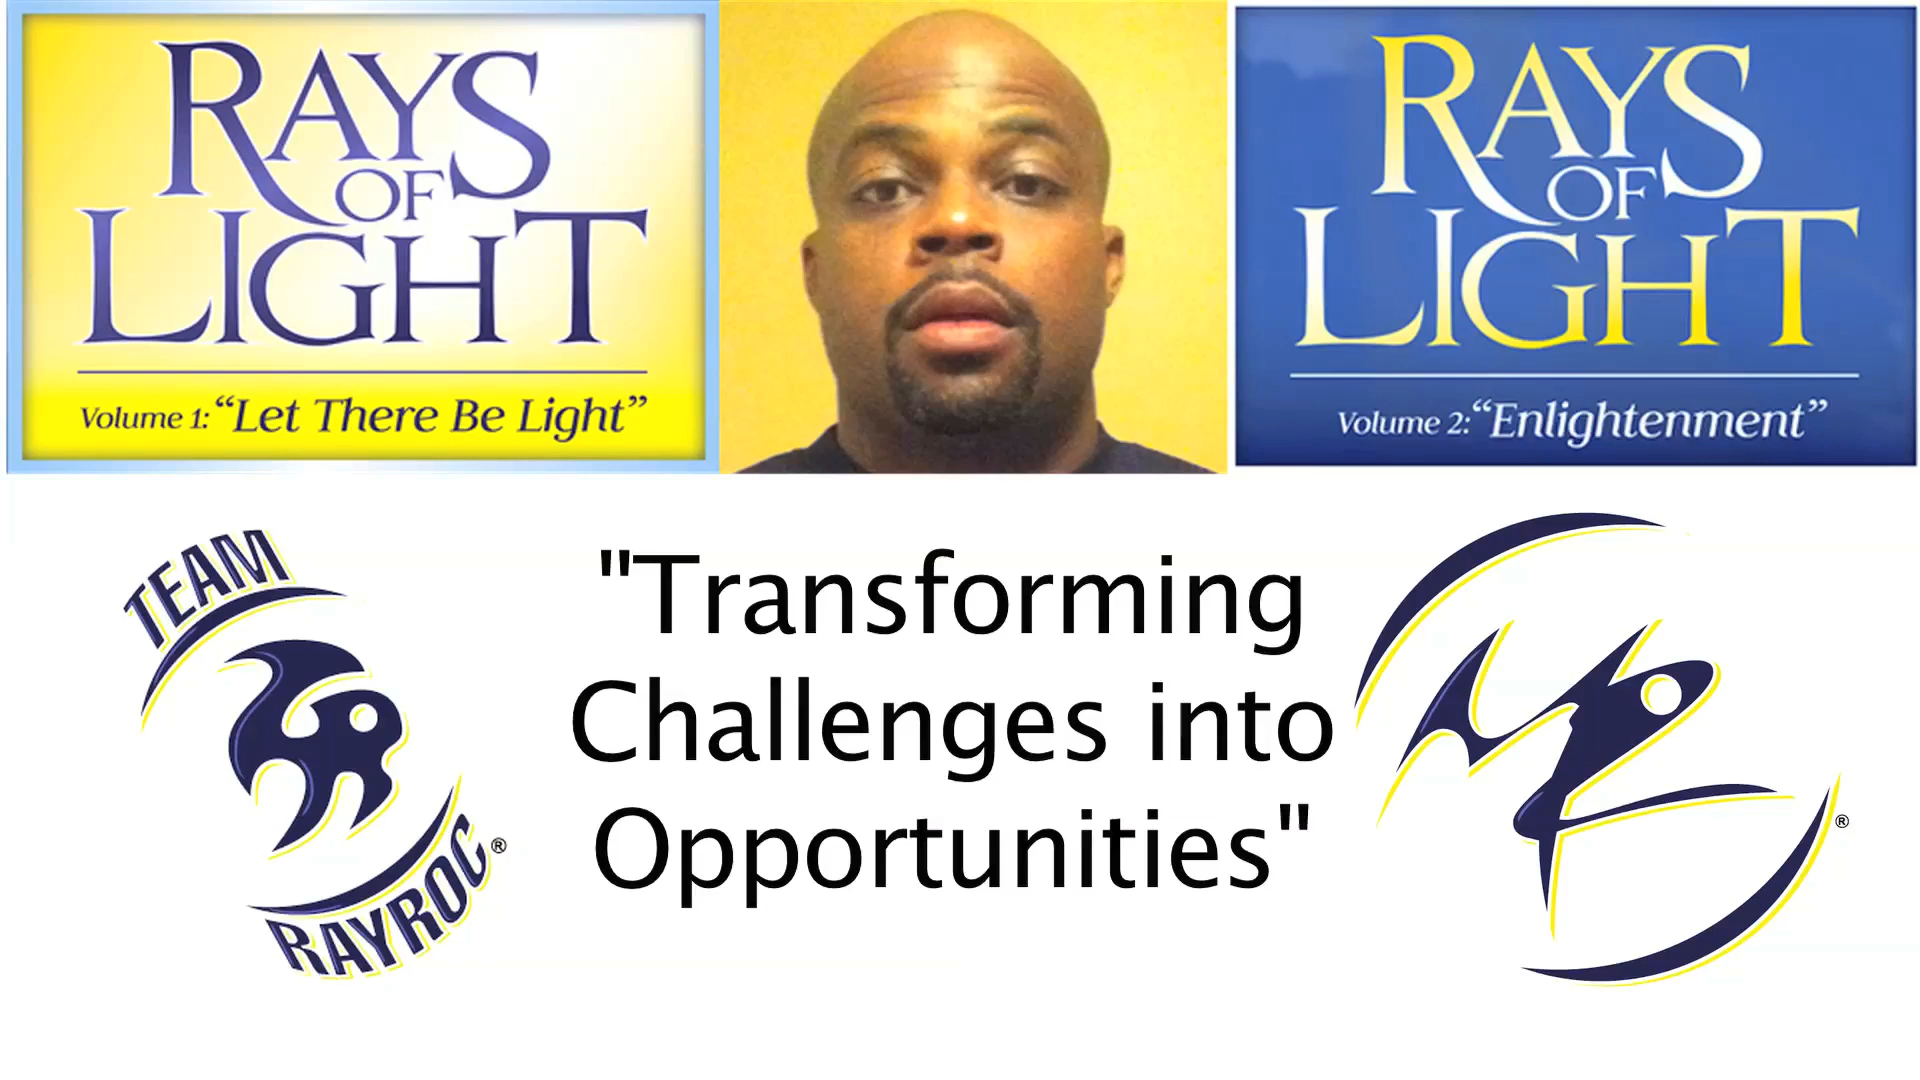 RAYS
OF
LIGHT
Volume 1: “Let There Be Light”
RAYS
OF
LIGHT
Volume 2: “Enlightenment”
TEAM
RAYROC®
"Transforming
Challenges into
Opportunities"
®